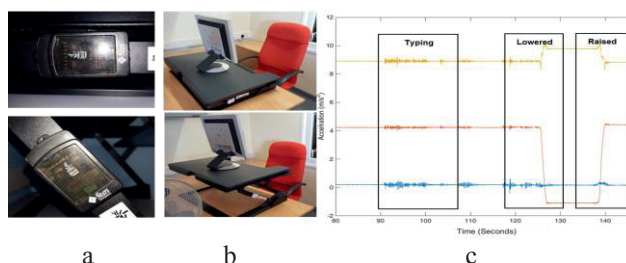 Typing
Lowered
Raised
Acceleration (m/s²)
12
10
8
6
4
2
0
-2
80
90
100
110
120
130
140
Time (Seconds)
a
b
c